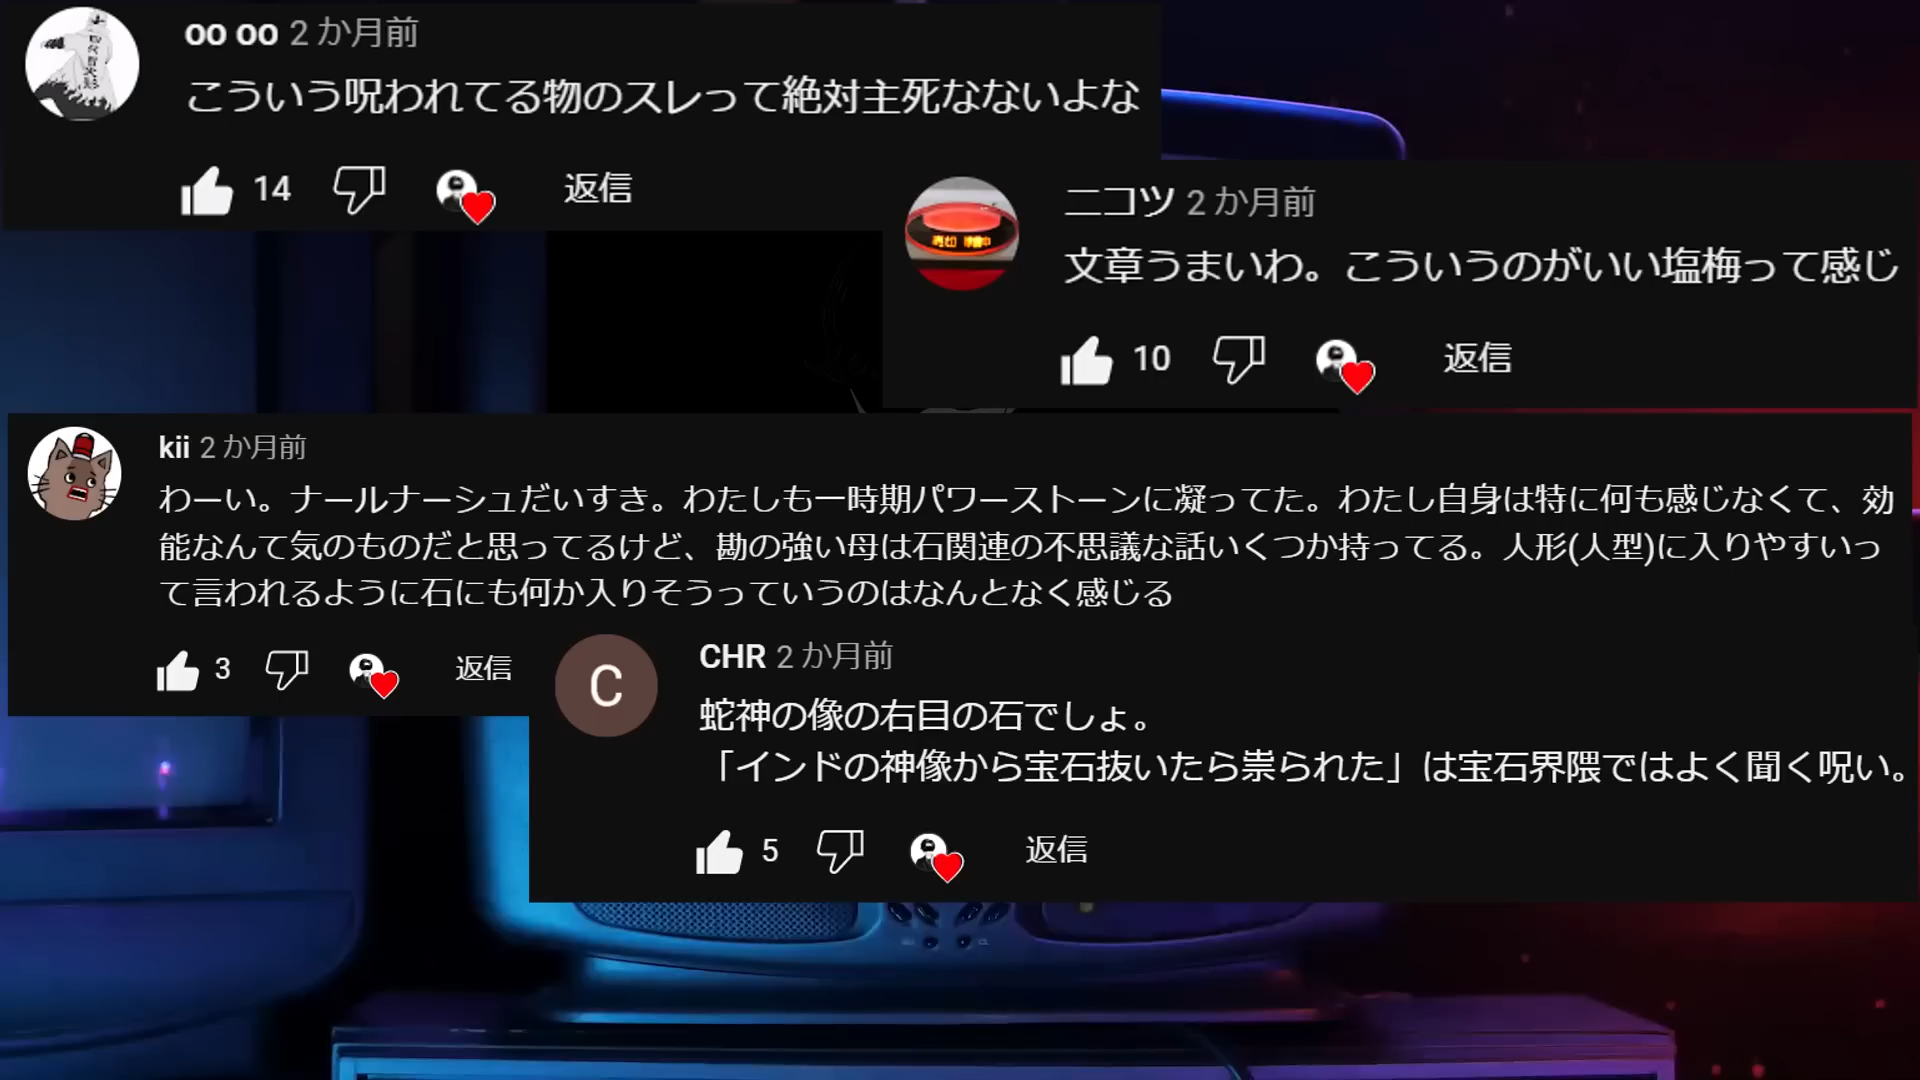 oo oo 2 か月前
こういう呪われてる物のスレって絶対主死なないよな
14 返信
ニコツ 2 か月前
文章うまいわ。こういうのがいい塩梅って感じ
10 返信
kii 2 か月前
わーい。ナールナーシュだいすき。わたしも一時期パワーストーンに凝ってた。わたし自身は特に何も感じなくて、効
能なんて気のものだと思ってるけど、勘の強い母は石関連の不思議な話いくつか持ってる。人形(人型)に入りやすいっ
て言われるように石にも何か入りそうっていうのはなんとなく感じる
3 返信
C
CHR 2 か月前
蛇神の像の右目の石でしょ。
「インドの神像から宝石抜いたら祟られた」は宝石界隈ではよく聞く呪い。
5 返信